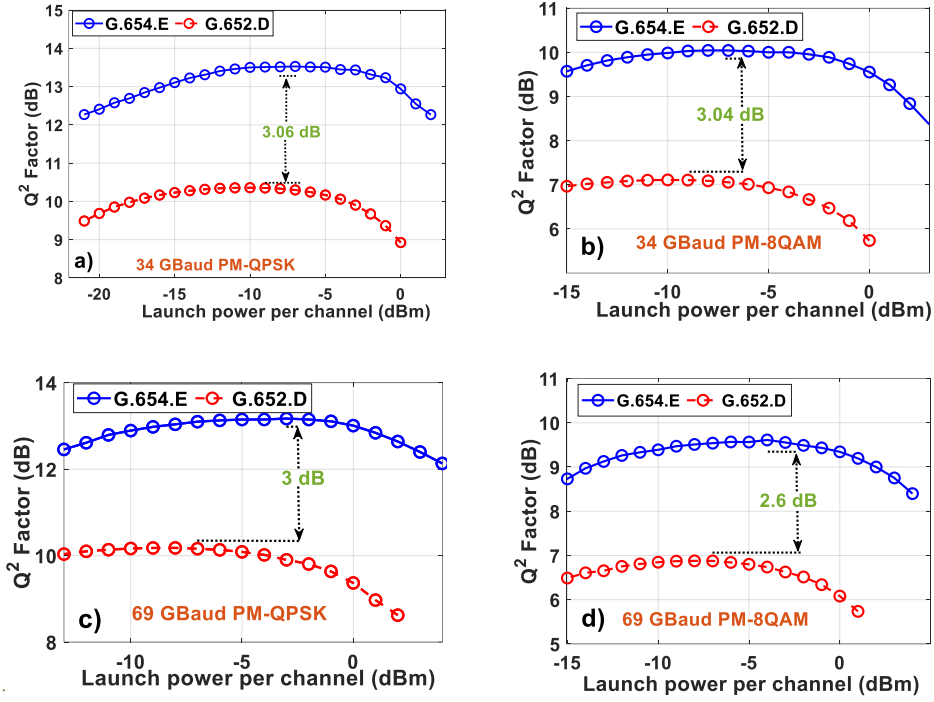 G.654.E G.652.D
15
14
13
12
11
10
9
8
Q² Factor (dB)
3.06 dB
a)
34 GBaud PM-QPSK
-20 -15 -10 -5 0
Launch power per channel (dBm)
G.654.E G.652.D
11
10
9
8
7
6
Q² Factor (dB)
3.04 dB
b)
34 GBaud PM-8QAM
-15 -10 -5 0
Launch power per channel (dBm)
G.654.E G.652.D
14
12
10
8
Q² Factor (dB)
3 dB
c)
69 GBaud PM-QPSK
-10 -5 0
Launch power per channel (dBm)
G.654.E G.652.D
11
10
9
8
7
6
5
Q² Factor (dB)
2.6 dB
d)
69 GBaud PM-8QAM
-15 -10 -5 0
Launch power per channel (dBm)